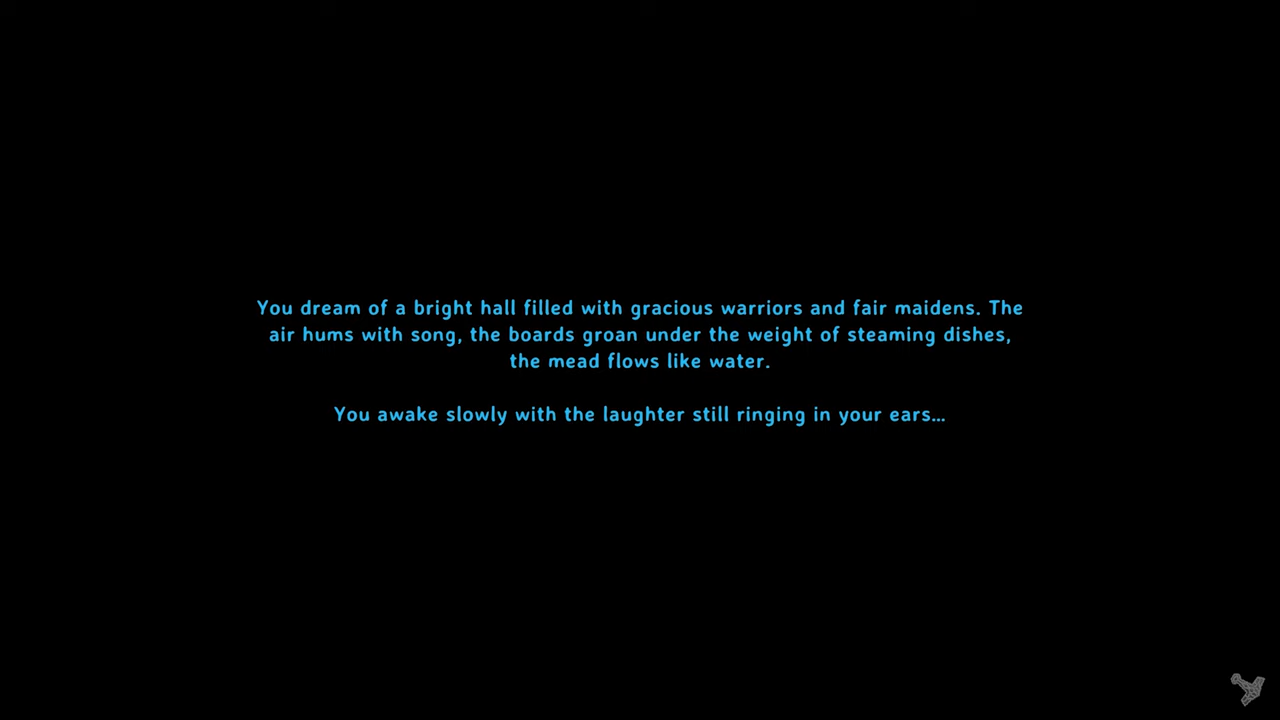 You dream of a bright hall filled with gracious warriors and fair maidens. The
air hums with song, the boards groan under the weight of steaming dishes,
the mead flows like water.
You awake slowly with the laughter still ringing in your ears...